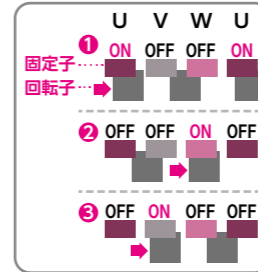 U V W U
❶ ON OFF OFF ON
固定子
回転子
❷ OFF OFF ON OFF
❸ OFF ON OFF OFF